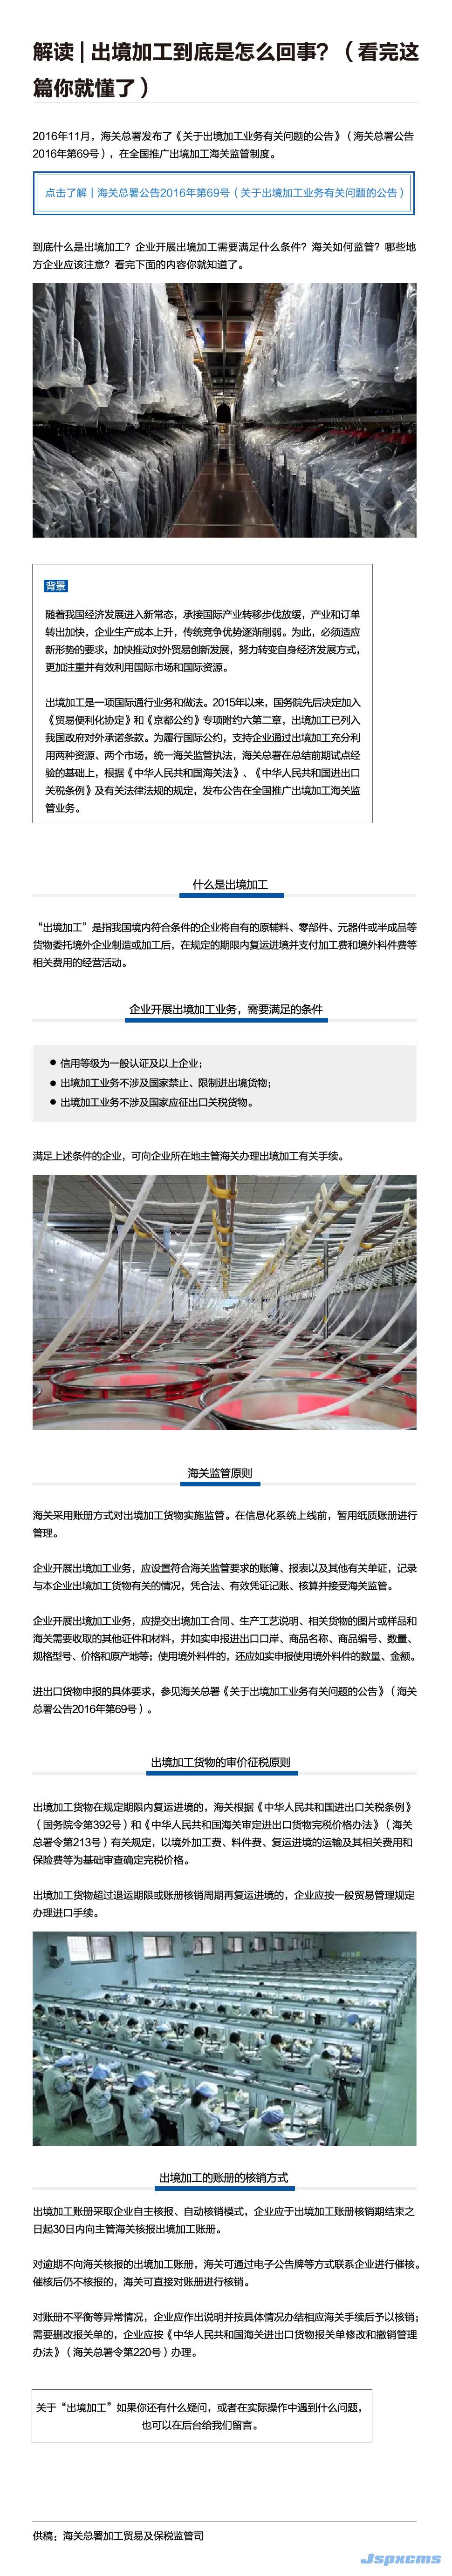 解读 | 出境加工到底是怎么回事？（看完这
篇你就懂了）
2016年11月，海关总署发布了《关于出境加工业务有关问题的公告》（海关总署公告
2016年第69号），在全国推广出境加工海关监管制度。
点击了解丨海关总署公告2016年第69号（关于出境加工业务有关问题的公告）
到底什么是出境加工？企业开展出境加工需要满足什么条件？海关如何监管？哪些地
方企业应该注意？看完下面的内容你就知道了。
背景
随着我国经济发展进入新常态，承接国际产业转移步伐放缓，产业和订单
转出加快，企业生产成本上升，传统竞争优势逐渐削弱。为此，必须适应
新形势的要求，加快推动对外贸易创新发展，努力转变自身经济发展方式，
更加注重并有效利用国际市场和国际资源。
出境加工是一项国际通行业务和做法。2015年以来，国务院先后决定加入
《贸易便利化协定》和《京都公约》专项附约六第二章，出境加工已列入
我国政府对外承诺条款。为履行国际公约，支持企业通过出境加工充分利
用两种资源、两个市场，统一海关监管执法，海关总署在总结前期试点经
验的基础上，根据《中华人民共和国海关法》、《中华人民共和国进出口
关税条例》及有关法律法规的规定，发布公告在全国推广出境加工海关监
管业务。
什么是出境加工
“出境加工”是指我国境内符合条件的企业将自有的原辅料、零部件、元器件或半成品等
货物委托境外企业制造或加工后，在规定的期限内复运进境并支付加工费和境外料件费等
相关费用的经营活动。
企业开展出境加工业务，需要满足的条件
● 信用等级为一般认证及以上企业；
● 出境加工业务不涉及国家禁止、限制进出境货物；
● 出境加工业务不涉及国家应征出口关税货物。
满足上述条件的企业，可向企业所在地主管海关办理出境加工有关手续。
海关监管原则
海关采用账册方式对出境加工货物实施监管。在信息化系统上线前，暂用纸质账册进行
管理。
企业开展出境加工业务，应设置符合海关监管要求的账簿、报表以及其他有关单证，记录
与本企业出境加工货物有关的情况，凭合法、有效凭证记账、核算并接受海关监管。
企业开展出境加工业务，应提交出境加工合同、生产工艺说明、相关货物的图片或样品和
海关需要收取的其他证件和材料，并如实申报进出口口岸、商品名称、商品编号、数量、
规格型号、价格和原产地等；使用境外料件的，还应如实申报使用境外料件的数量、金额。
进出口货物申报的具体要求，参见海关总署《关于出境加工业务有关问题的公告》（海关
总署公告2016年第69号）。
出境加工货物的审价征税原则
出境加工货物在规定期限内复运进境的，海关根据《中华人民共和国进出口关税条例》
（国务院令第392号）和《中华人民共和国海关审定进出口货物完税价格办法》（海关
总署令第213号）有关规定，以境外加工费、料件费、复运进境的运输及其相关费用和
保险费等为基础审查确定完税价格。
出境加工货物超过退运期限或账册核销周期再复运进境的，企业应按一般贸易管理规定
办理进口手续。
出境加工的账册的核销方式
出境加工账册采取企业自主核报、自动核销模式，企业应于出境加工账册核销期结束之
日起30日内向主管海关核报出境加工账册。
对逾期不向海关核报的出境加工账册，海关可通过电子公告牌等方式联系企业进行催核。
催核后仍不核报的，海关可直接对账册进行核销。
对账册不平衡等异常情况，企业应作出说明并按具体情况办结相应海关手续后予以核销；
需要删改报关单的，企业应按《中华人民共和国海关进出口货物报关单修改和撤销管理
办法》（海关总署令第220号）办理。
关于“出境加工”如果你还有什么疑问，或者在实际操作中遇到什么问题，
也可以在后台给我们留言。
供稿：海关总署加工贸易及保税监管司
Jspxcms